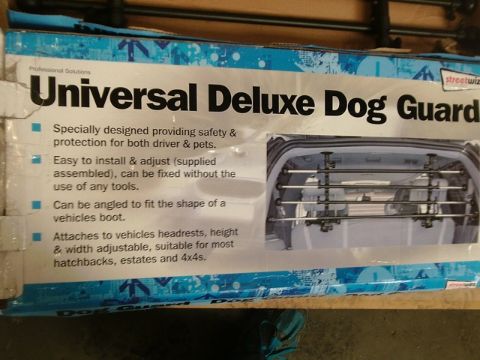 Professional Solutions
streetwiz
Universal Deluxe Dog Guard
Specially designed providing safety &
protection for both driver & pets.
Easy to install & adjust (supplied
assembled), can be fixed without the
use of any tools.
Can be angled to fit the shape of a
vehicles boot.
Attaches to vehicles headrests, height
& width adjustable, suitable for most
hatchbacks, estates and 4x4s.
Dog Guard